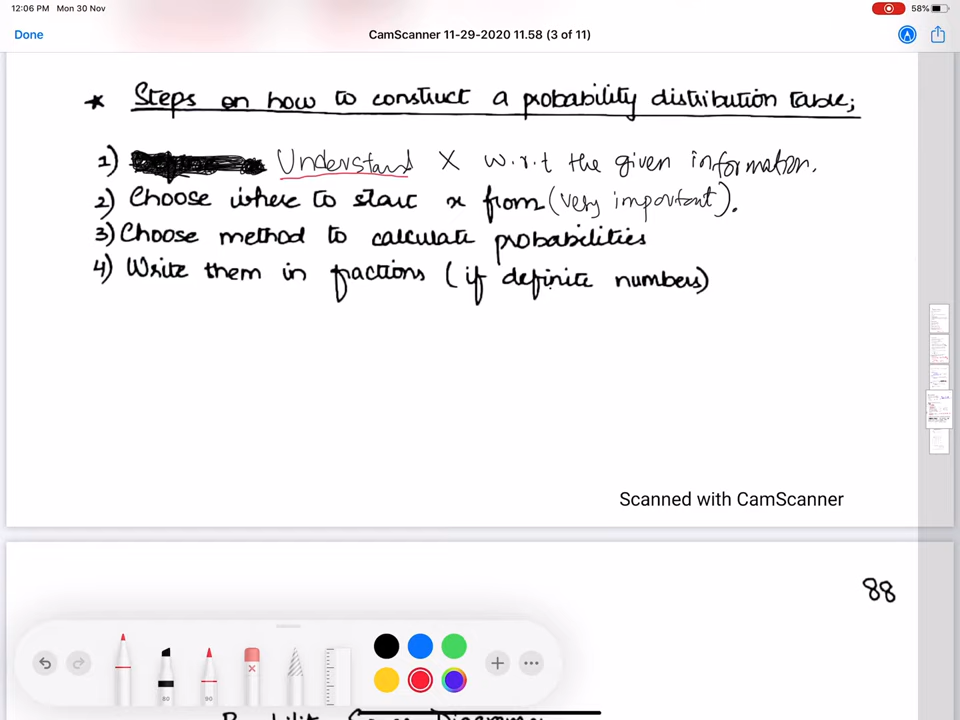 12:06 PM Mon 30 Nov
58%
Done
CamScanner 11-29-2020 11.58 (3 of 11)
* Steps on how to construct a probability distribution table;
1) Understand X w.r.t the given information.
2) Choose where to start x from (very important).
3) Choose method to calculate probabilities
4) Write them in fractions (if definite numbers)
Scanned with CamScanner
88
80
90